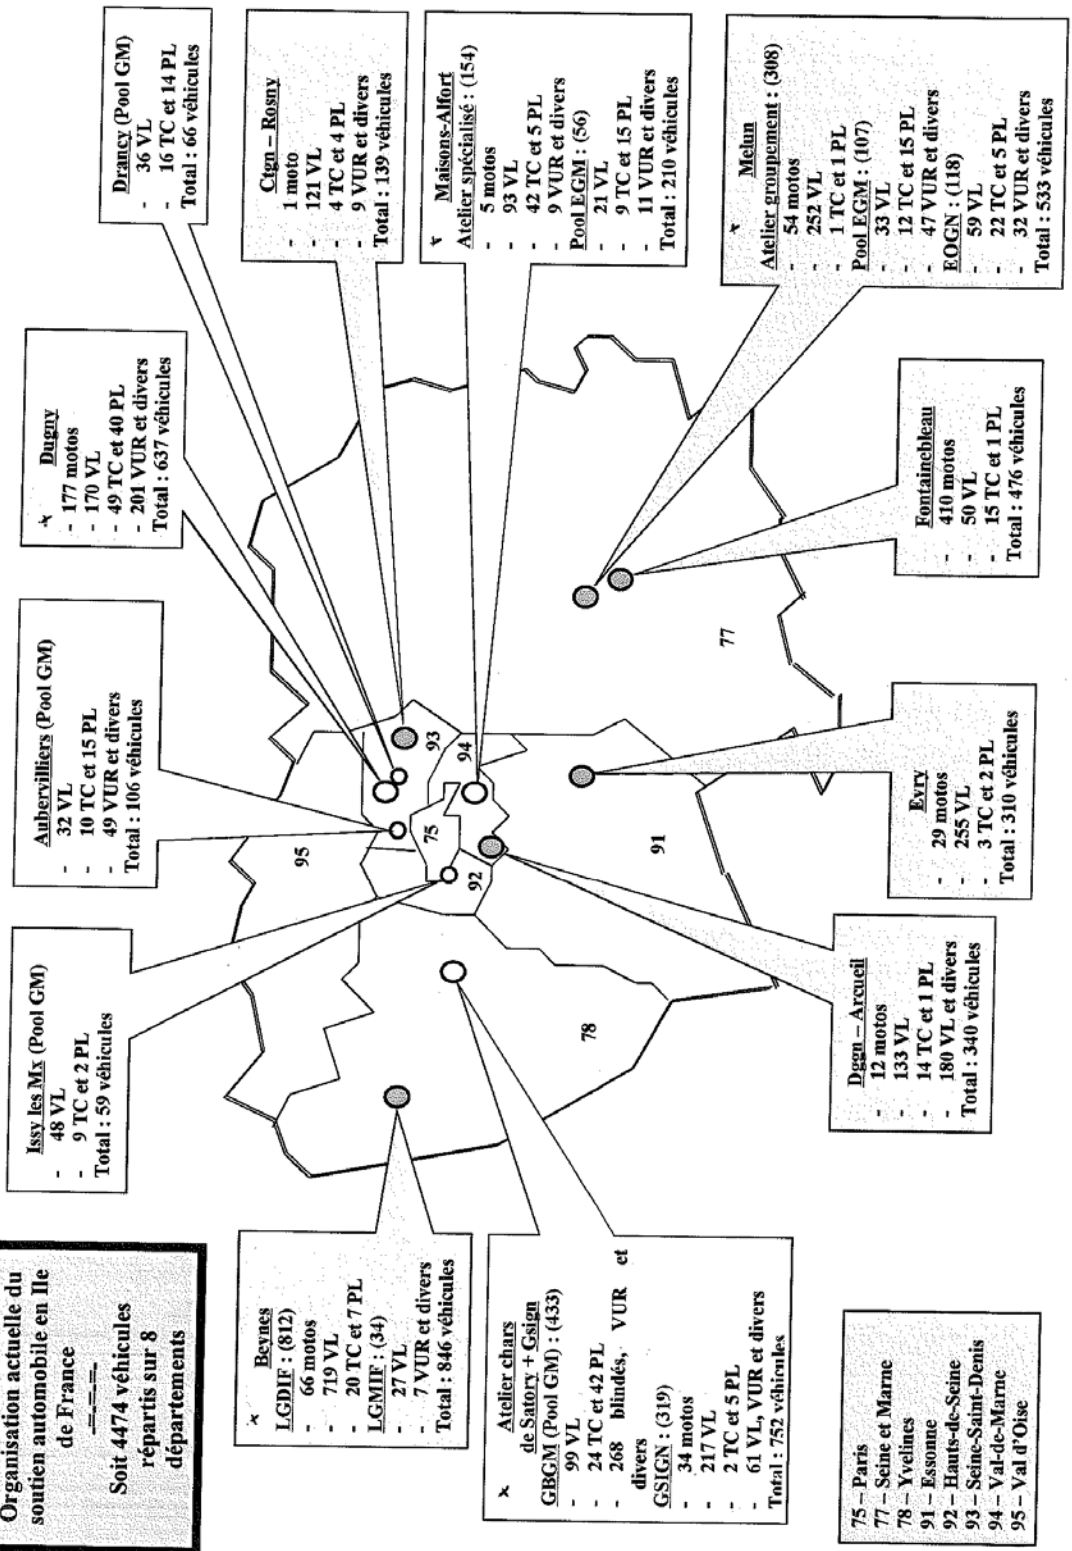 Organisation actuelle du
soutien automobile en Ile
de France
Soit 4474 véhicules
répartis sur 8
départements
Issy les Mx (Pool GM)
- 48 VL
- 9 TC et 2 PL
Total : 59 véhicules
Aubervilliers (Pool GM)
- 32 VL
- 10 TC et 15 PL
- 49 VUR et divers
Total : 106 véhicules
Dugny
- 177 motos
- 170 VL
- 49 TC et 40 PL
- 201 VUR et divers
Total : 637 véhicules
Drancy (Pool GM)
- 36 VL
- 16 TC et 14 PL
Total : 66 véhicules
Ctgn – Rosny
- 1 moto
- 121 VL
- 4 TC et 4 PL
- 9 VUR et divers
Total : 139 véhicules
Maisons-Alfort
Atelier spécialisé : (154)
- 5 motos
- 93 VL
- 42 TC et 5 PL
- 9 VUR et divers
Pool EGM : (56)
- 21 VL
- 9 TC et 15 PL
- 11 VUR et divers
Total : 210 véhicules
Melun
Atelier groupement : (308)
- 54 motos
- 252 VL
- 1 TC et 1 PL
Pool EGM : (107)
- 33 VL
- 12 TC et 15 PL
- 47 VUR et divers
EOGN : (118)
- 59 VL
- 22 TC et 5 PL
- 32 VUR et divers
Total : 533 véhicules
Fontainebleau
- 410 motos
- 50 VL
- 15 TC et 1 PL
Total : 476 véhicules
Evry
- 29 motos
- 255 VL
- 3 TC et 2 PL
Total : 310 véhicules
Dggn – Arcueil
- 12 motos
- 133 VL
- 14 TC et 1 PL
- 180 VL et divers
Total : 340 véhicules
Beynes
LGDIF : (812)
- 66 motos
- 719 VL
- 20 TC et 7 PL
LGMIF : (34)
- 27 VL
- 7 VUR et divers
Total : 846 véhicules
Atelier chars
de Satory + Gsign
GBGM (Pool GM) : (433)
- 99 VL
- 24 TC et 42 PL
- 268 blindés, VUR et
divers
GSIGN : (319)
- 34 motos
- 217 VL
- 2 TC et 5 PL
- 61 VL, VUR et divers
Total : 752 véhicules
95
93
94
75
92
78
91
77
75 – Paris
77 – Seine et Marne
78 – Yvelines
91 – Essonne
92 – Hauts-de-Seine
93 – Seine-Saint-Denis
94 – Val-de-Marne
95 – Val d'Oise